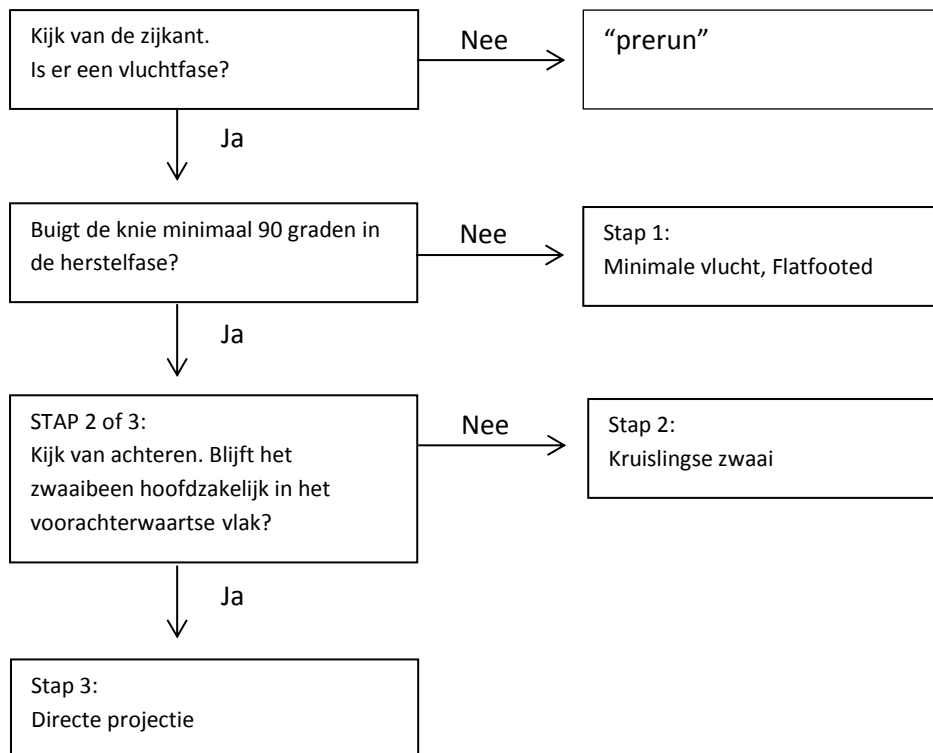 Kijk van de zijkant.
Is er een vluchtfase?
Nee
“prerun”
Ja
Buigt de knie minimaal 90 graden in
de herstelfase?
Nee
Stap 1:
Minimale vlucht, Flatfooted
Ja
STAP 2 of 3:
Kijk van achteren. Blijft het
zwaaibeen hoofdzakelijk in het
voorachterwaartse vlak?
Nee
Stap 2:
Kruislingse zwaai
Ja
Stap 3:
Directe projectie